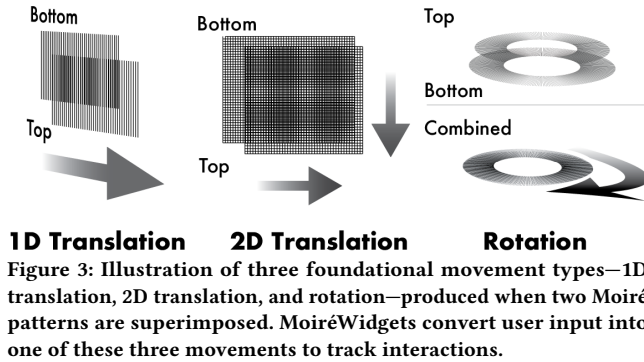 Bottom
Top
Bottom
Top
Top
Bottom
Combined
1D Translation
2D Translation
Rotation
Figure 3: Illustration of three foundational movement types—1D
translation, 2D translation, and rotation—produced when two Moiré
patterns are superimposed. MoiréWidgets convert user input into
one of these three movements to track interactions.